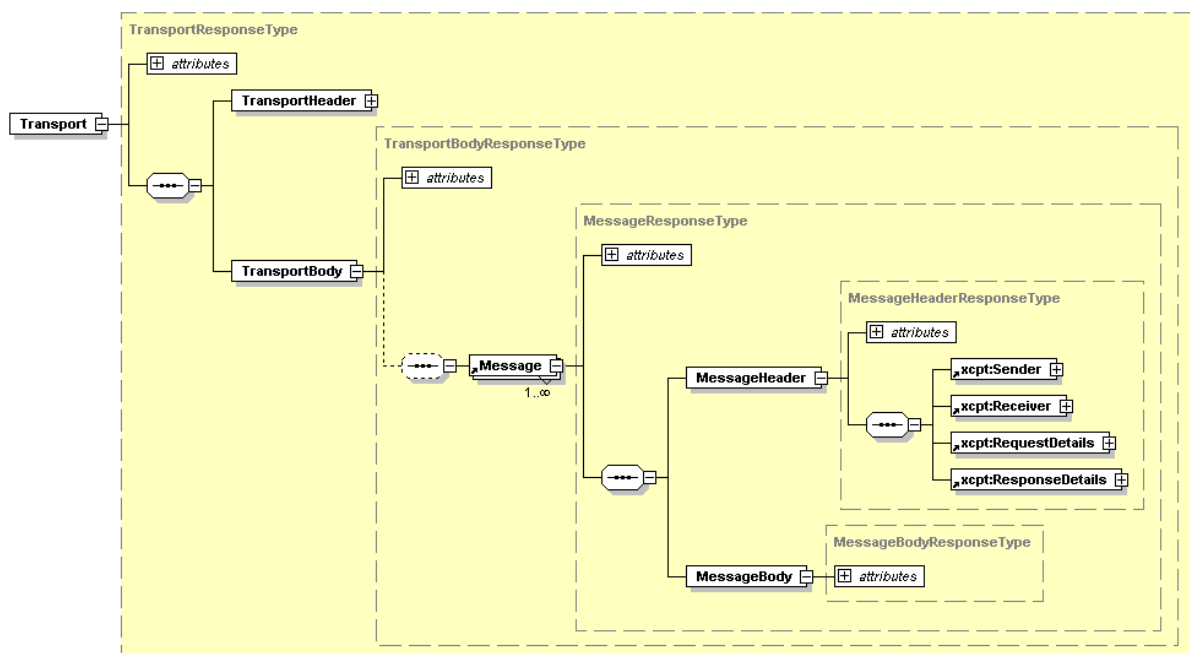 TransportResponseType
attributes
TransportHeader
Transport
TransportBodyResponseType
attributes
MessageResponseType
attributes
TransportBody
MessageHeaderResponseType
attributes
Message
1..∞
MessageHeader
xcpt:Sender
xcpt:Receiver
xcpt:RequestDetails
xcpt:ResponseDetails
MessageBodyResponseType
MessageBody
attributes